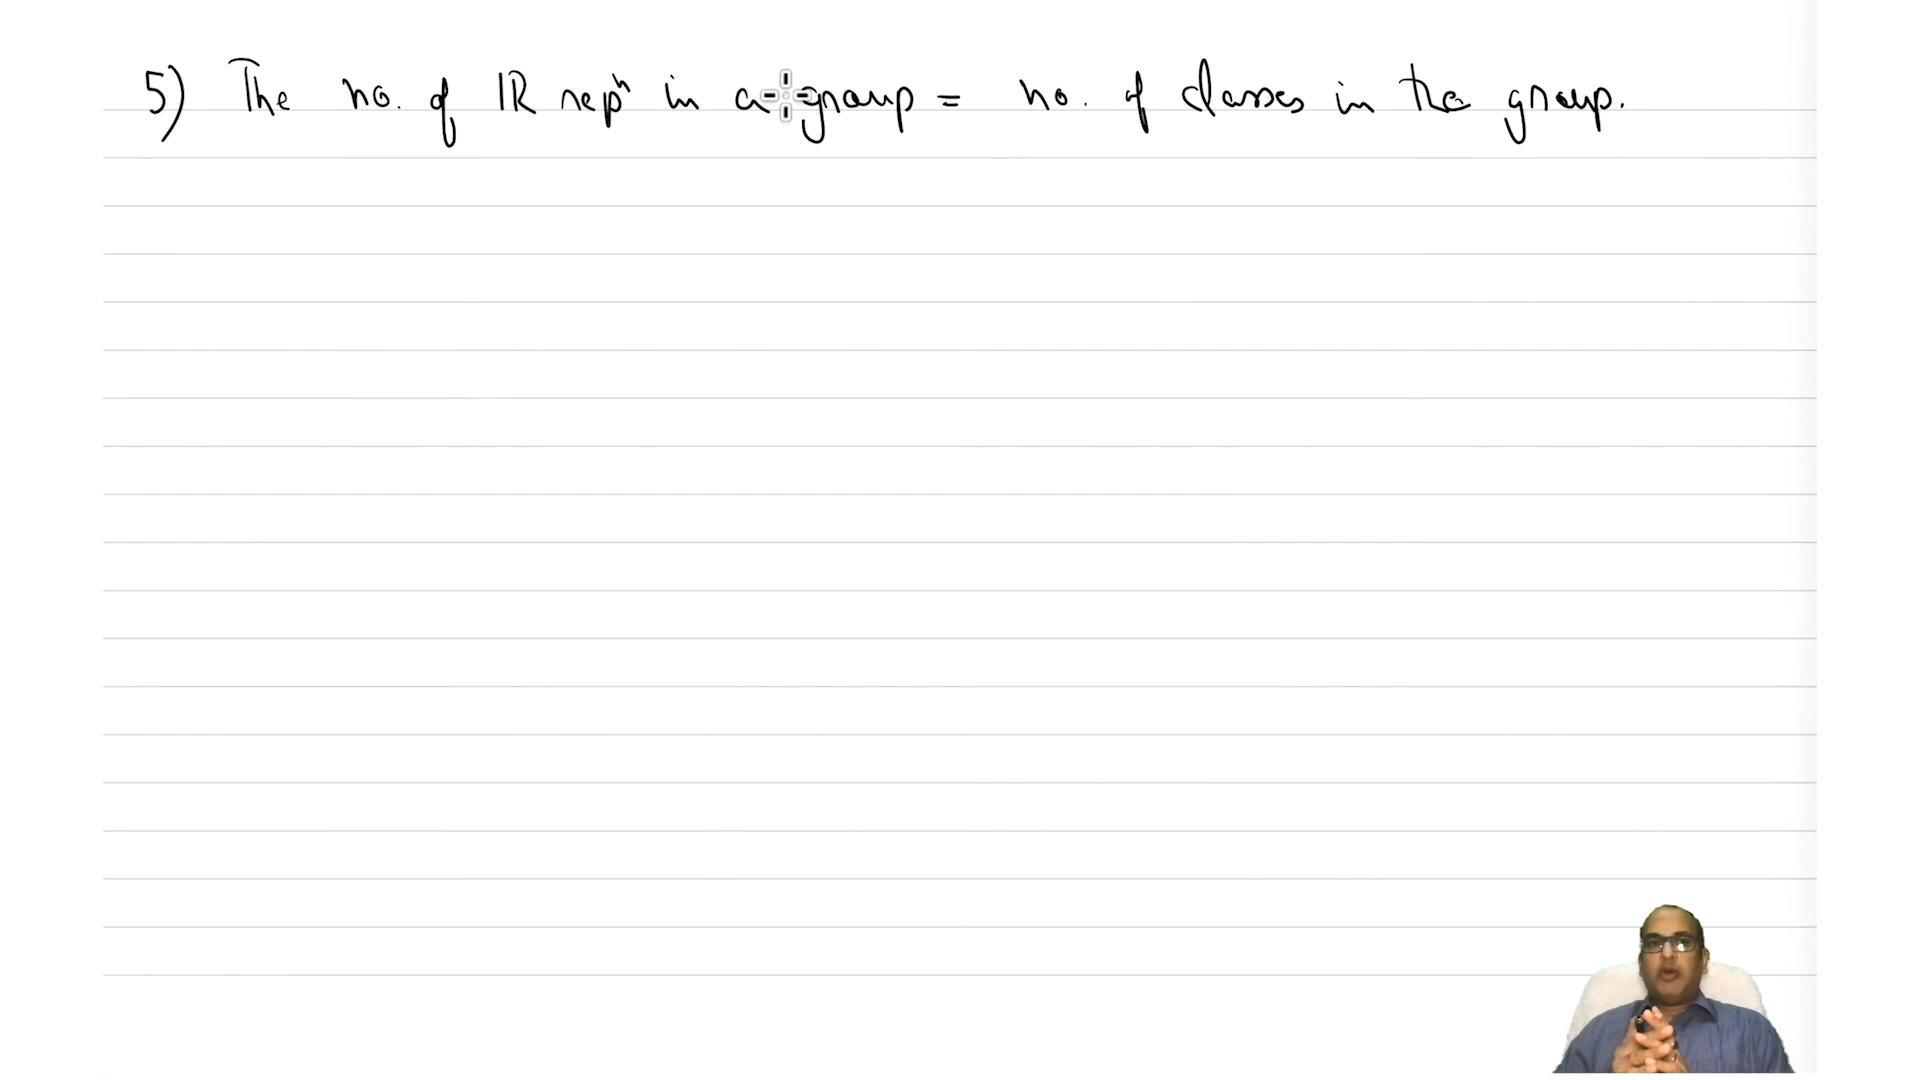 5) The no. of IR repⁿ in a group = no. of classes in the group.